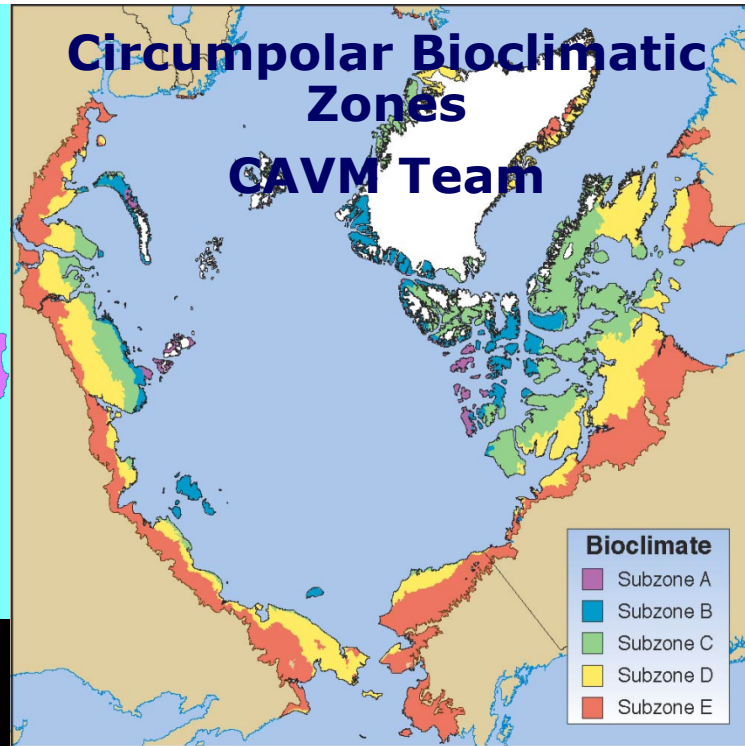 Circumpolar Bioclimatic
Zones
CAVM Team
Bioclimate
Subzone A
Subzone B
Subzone C
Subzone D
Subzone E